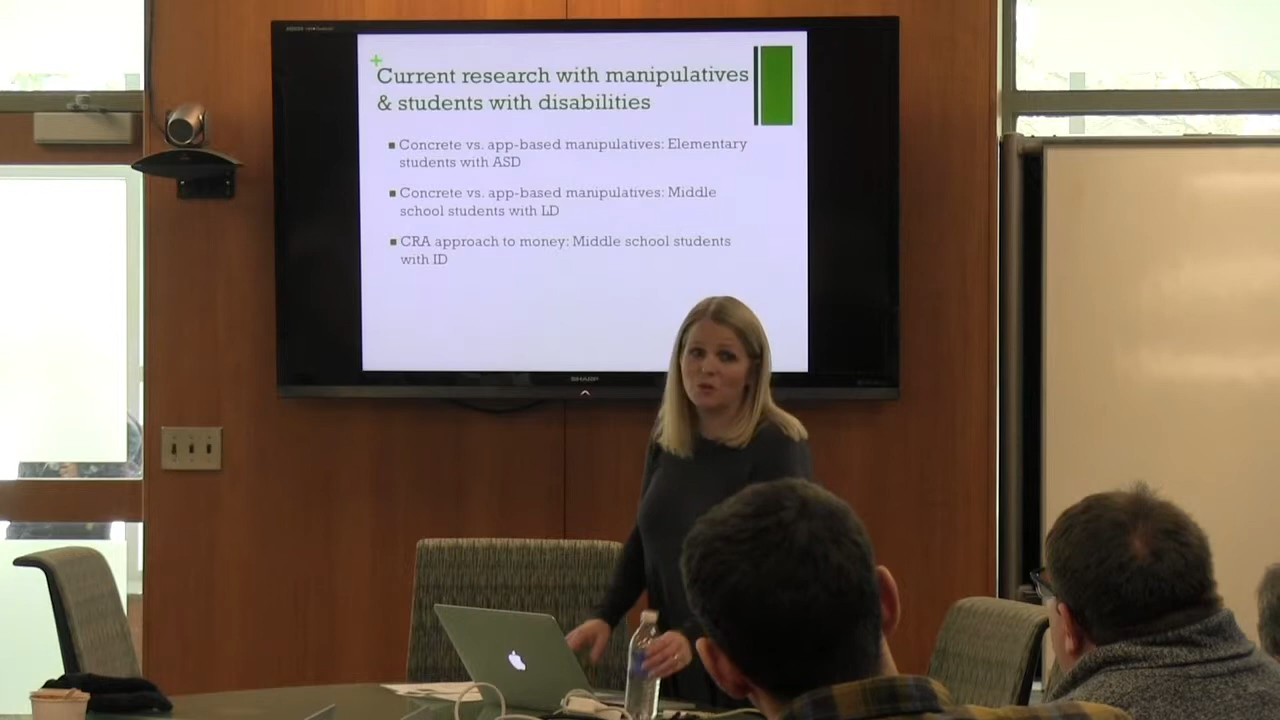 Current research with manipulatives
& students with disabilities
Concrete vs. app-based manipulatives: Elementary
students with ASD
Concrete vs. app-based manipulatives: Middle
school students with LD
CRA approach to money: Middle school students
with ID
SHARP